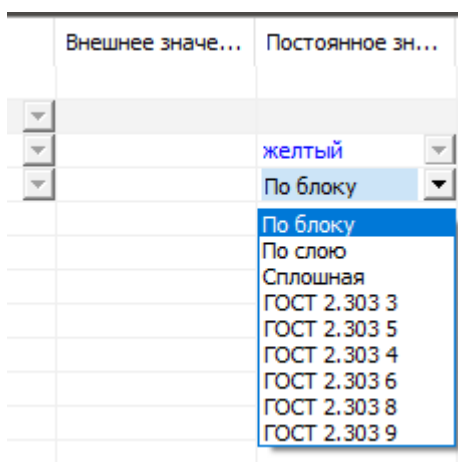 Внешнее значе... Постоянное зн...
желтый
По блоку
По блоку
По слою
Сплошная
ГОСТ 2.303 3
ГОСТ 2.303 5
ГОСТ 2.303 4
ГОСТ 2.303 6
ГОСТ 2.303 8
ГОСТ 2.303 9